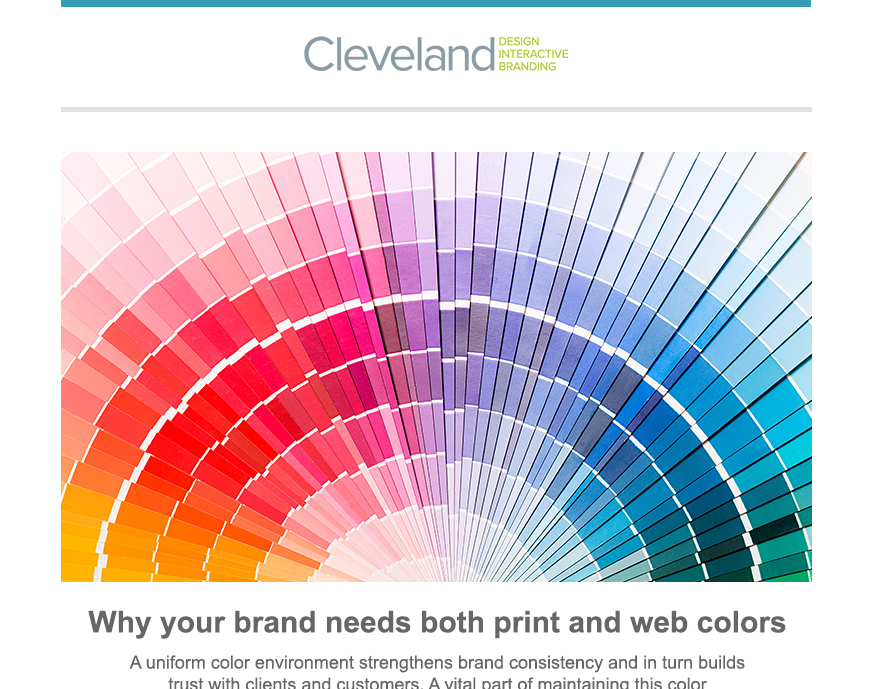 Cleveland
DESIGN
INTERACTIVE
BRANDING
Why your brand needs both print and web colors
A uniform color environment strengthens brand consistency and in turn builds
trust with clients and customers. A vital part of maintaining this color